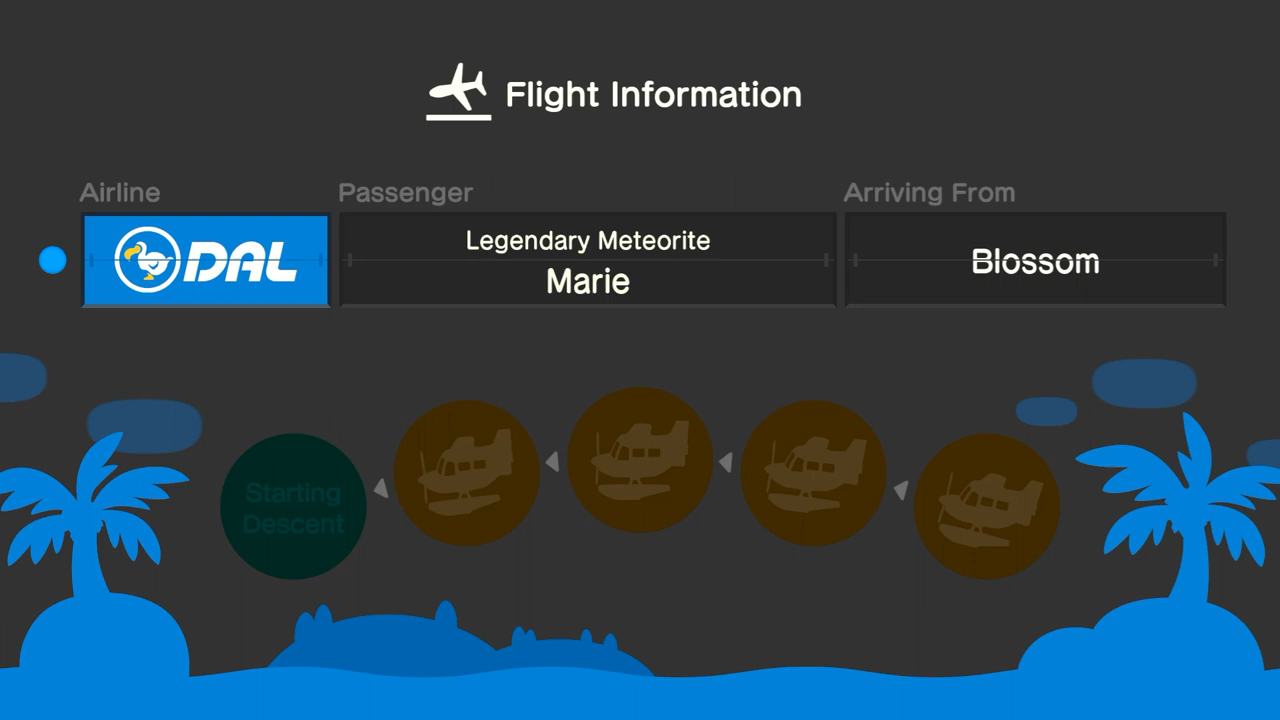 Flight Information
Airline
Passenger
Arriving From
DAL
Legendary Meteorite
Marie
Blossom
Starting
Descent